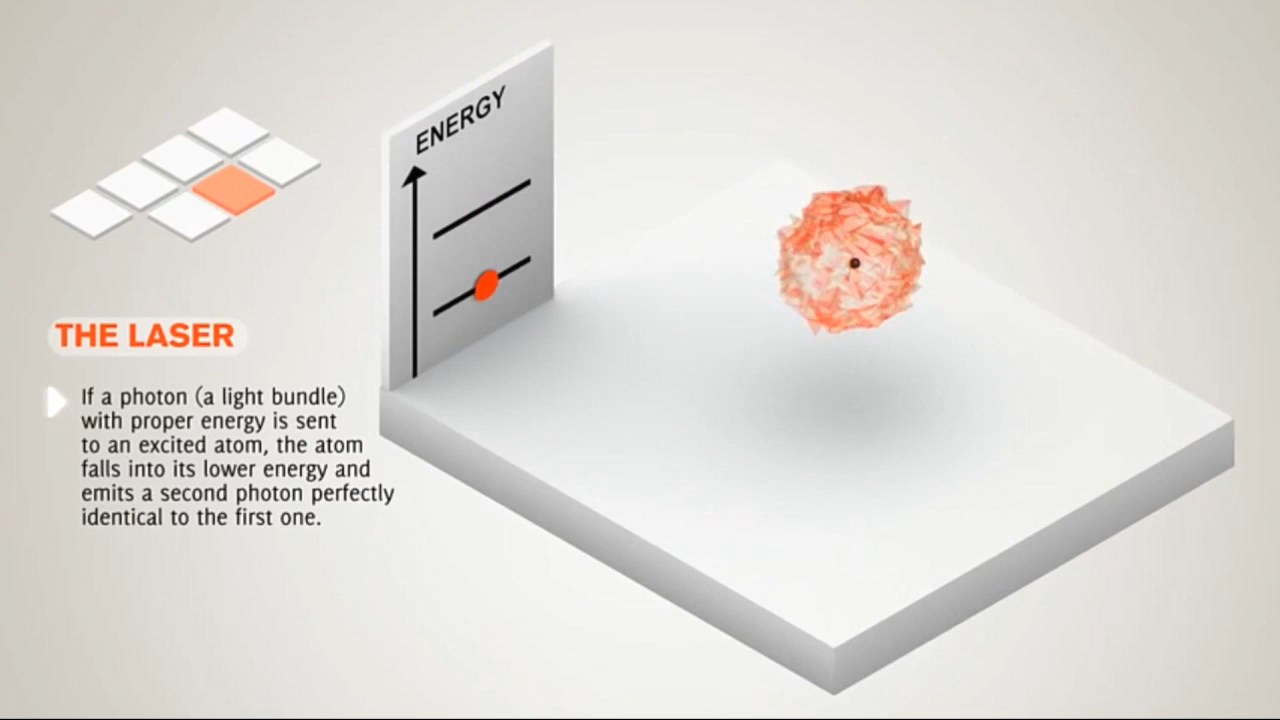 ENERGY
THE LASER
If a photon (a light bundle)
with proper energy is sent
to an excited atom, the atom
falls into its lower energy and
emits a second photon perfectly
identical to the first one.